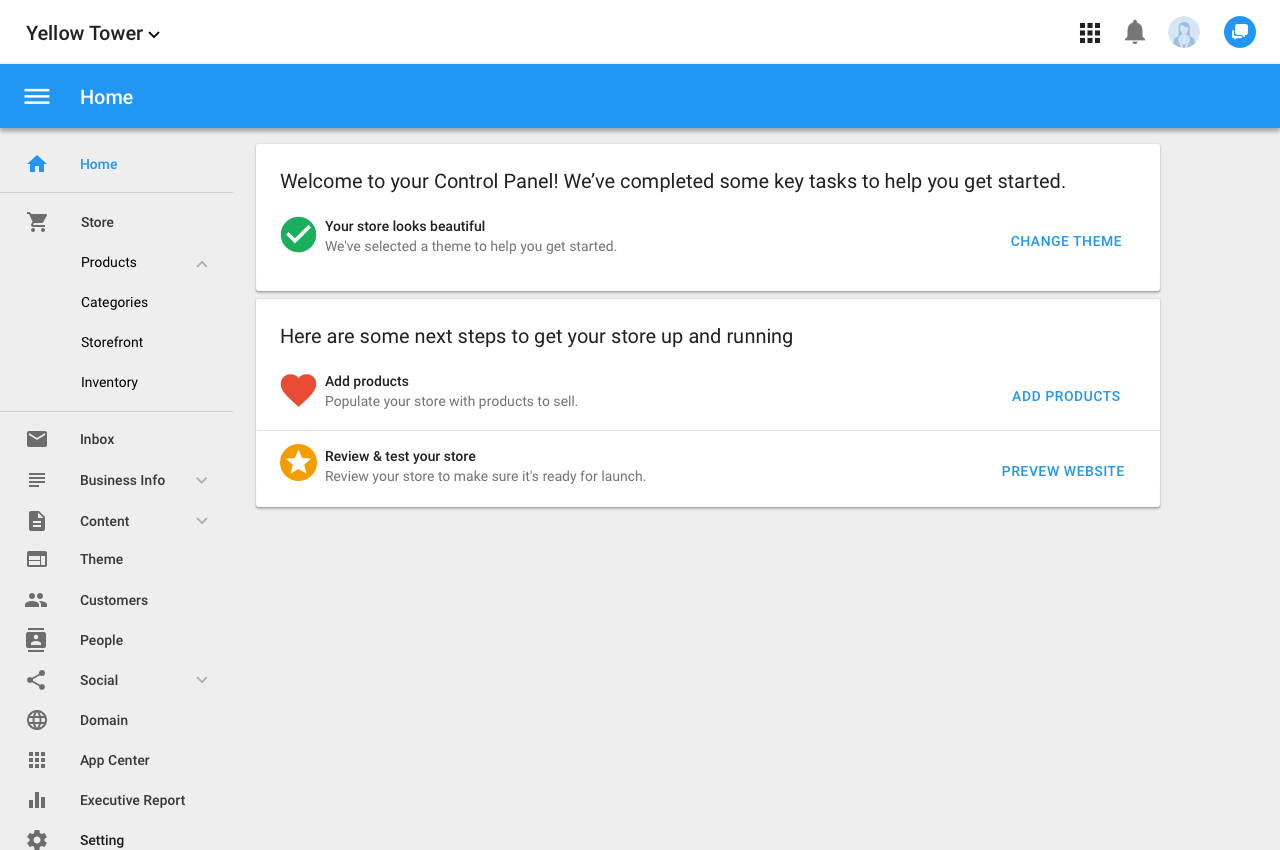 Yellow Tower
Home
Home
Store
Products
Categories
Storefront
Inventory
Inbox
Business Info
Content
Theme
Customers
People
Social
Domain
App Center
Executive Report
Setting
Welcome to your Control Panel! We’ve completed some key tasks to help you get started.
Your store looks beautiful
We've selected a theme to help you get started.
CHANGE THEME
Here are some next steps to get your store up and running
Add products
Populate your store with products to sell.
ADD PRODUCTS
Review & test your store
Review your store to make sure it's ready for launch.
PREVEW WEBSITE